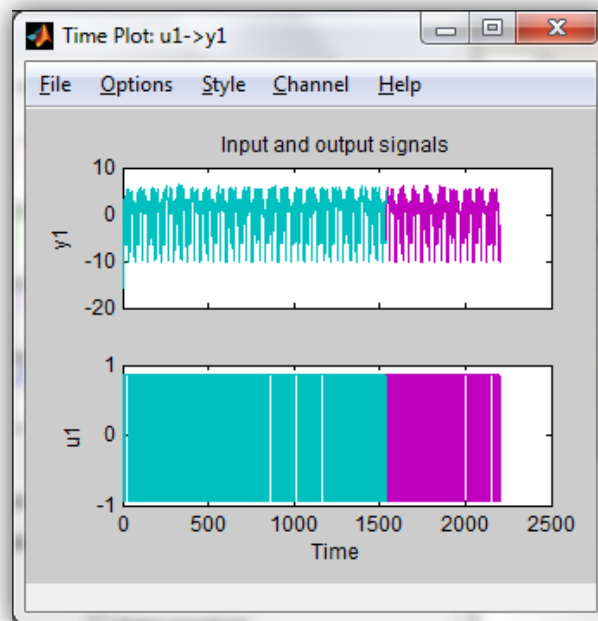 Time Plot: u1->y1
File Options Style Channel Help
Input and output signals
10
0
-10
-20
y1
1
0
-1
u1
0 500 1000 1500 2000 2500
Time